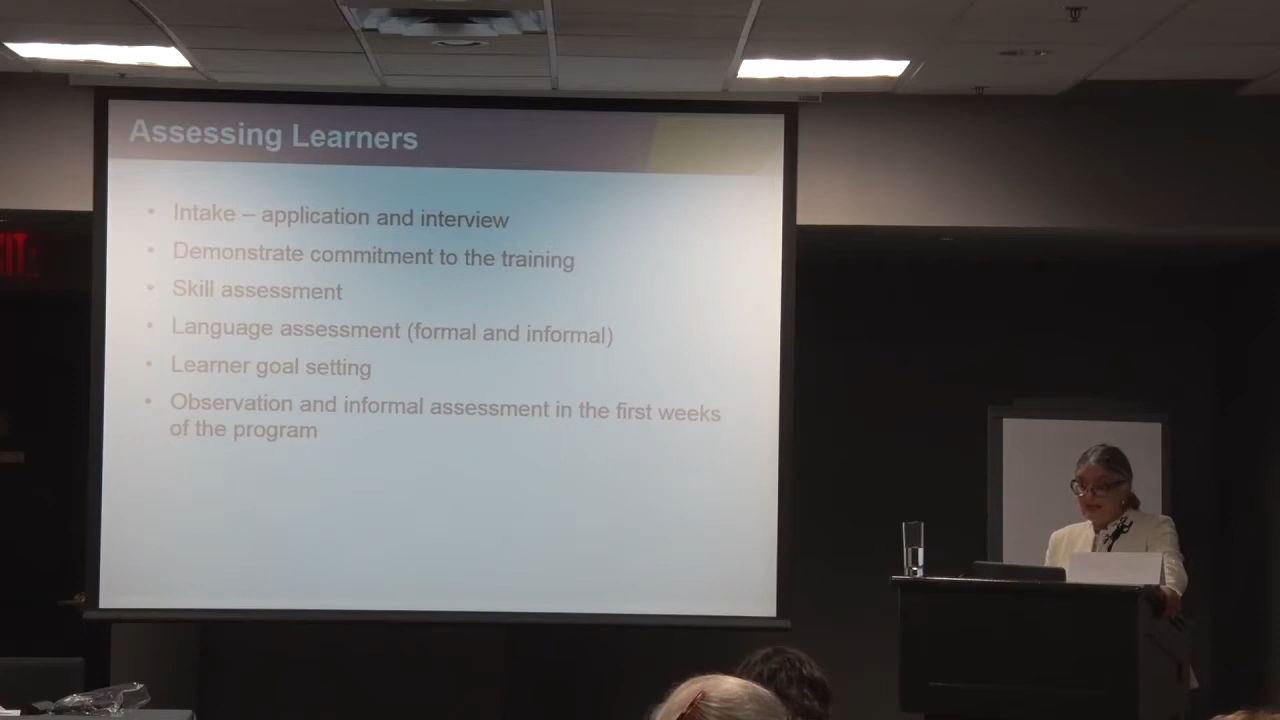 Assessing Learners
• Intake – application and interview
• Demonstrate commitment to the training
• Skill assessment
• Language assessment (formal and informal)
• Learner goal setting
• Observation and informal assessment in the first weeks
of the program
XIT